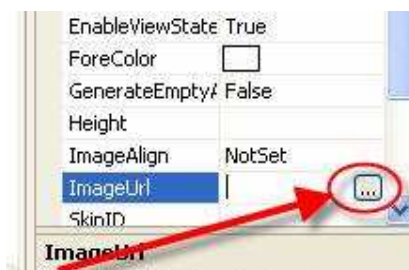 EnableViewState True
ForeColor
GenerateEmptyA False
Height
ImageAlign NotSet
ImageUrl ...
SkinID
ImageUrl